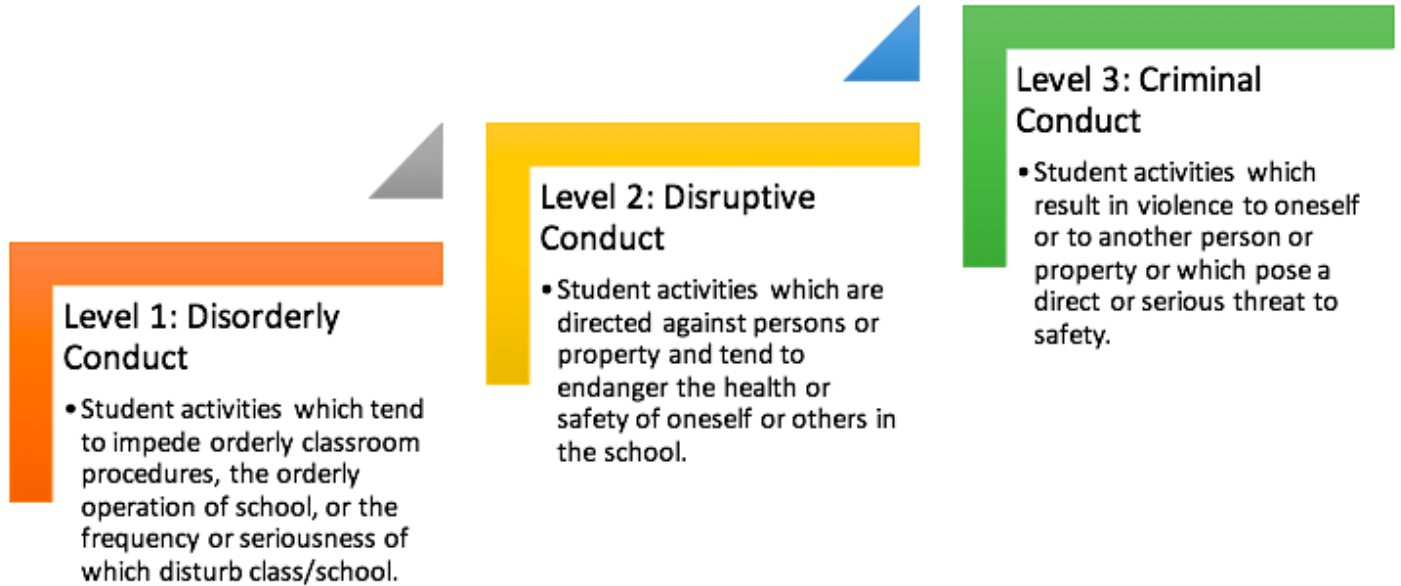 Level 1: Disorderly
Conduct
• Student activities which tend
to impede orderly classroom
procedures, the orderly
operation of school, or the
frequency or seriousness of
which disturb class/school.
Level 2: Disruptive
Conduct
• Student activities which are
directed against persons or
property and tend to
endanger the health or
safety of oneself or others in
the school.
Level 3: Criminal
Conduct
• Student activities which
result in violence to oneself
or to another person or
property or which pose a
direct or serious threat to
safety.